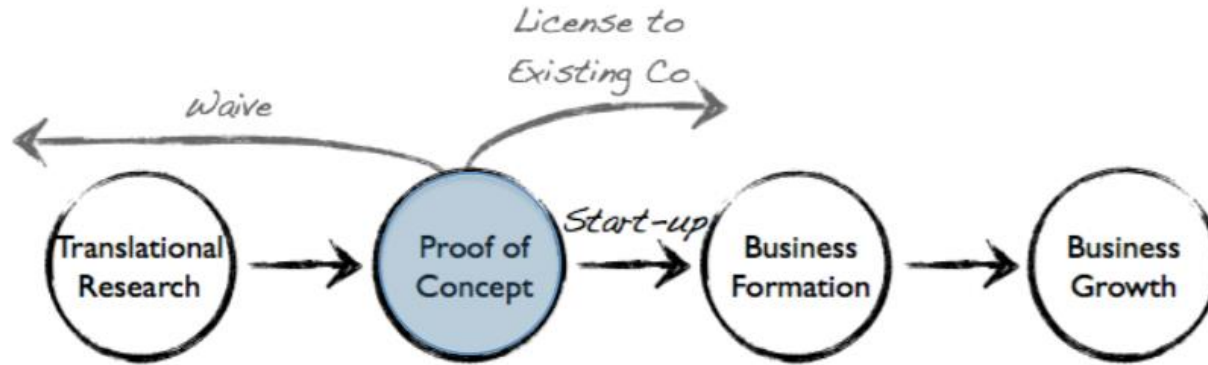 License to
Existing Co
Waive
Start-up
Translational
Research
Proof of
Concept
Business
Formation
Business
Growth